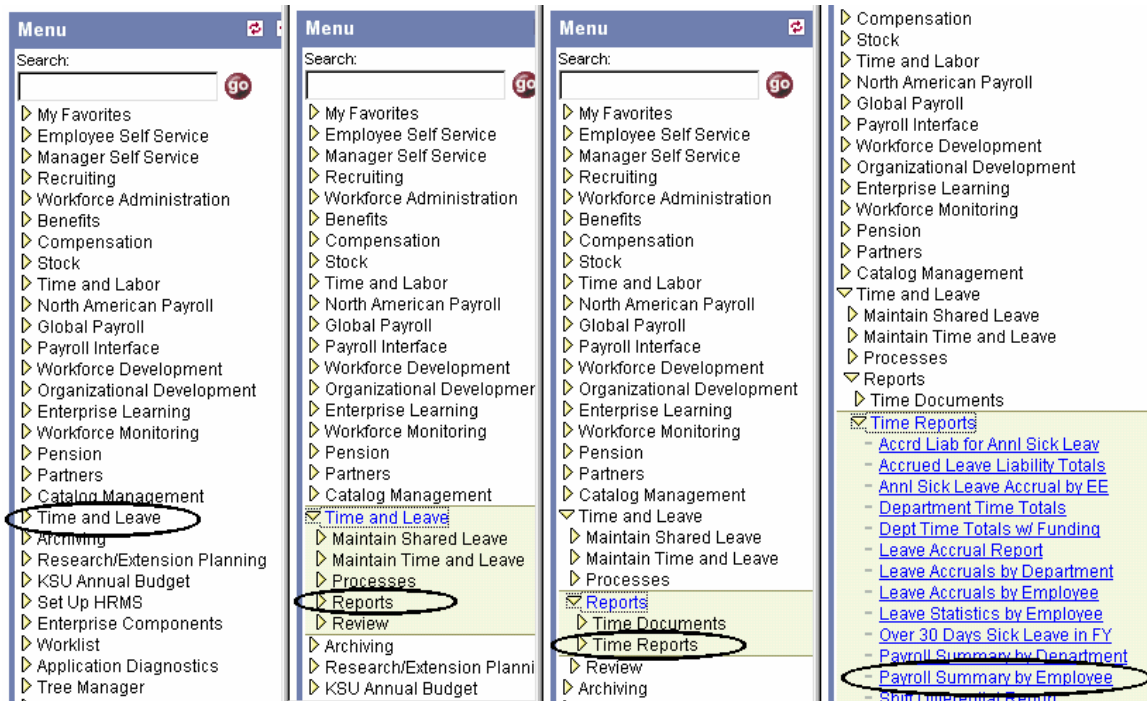 Menu
Search:
go
My Favorites
Employee Self Service
Manager Self Service
Recruiting
Workforce Administration
Benefits
Compensation
Stock
Time and Labor
North American Payroll
Global Payroll
Payroll Interface
Workforce Development
Organizational Development
Enterprise Learning
Workforce Monitoring
Pension
Partners
Catalog Management
Time and Leave
Archiving
Research/Extension Planning
KSU Annual Budget
Set Up HRMS
Enterprise Components
Worklist
Application Diagnostics
Tree Manager
Menu
Search:
go
My Favorites
Employee Self Service
Manager Self Service
Recruiting
Workforce Administration
Benefits
Compensation
Stock
Time and Labor
North American Payroll
Global Payroll
Payroll Interface
Workforce Development
Organizational Developmer
Enterprise Learning
Workforce Monitoring
Pension
Partners
Catalog Management
Time and Leave
Maintain Shared Leave
Maintain Time and Leave
Processes
Reports
Review
Archiving
Research/Extension Planni
KSU Annual Budget
Menu
Search:
go
My Favorites
Employee Self Service
Manager Self Service
Recruiting
Workforce Administration
Benefits
Compensation
Stock
Time and Labor
North American Payroll
Global Payroll
Payroll Interface
Workforce Development
Organizational Development
Enterprise Learning
Workforce Monitoring
Pension
Partners
Catalog Management
Time and Leave
Maintain Shared Leave
Maintain Time and Leave
Processes
Reports
Time Documents
Time Reports
Review
Archiving
Compensation
Stock
Time and Labor
North American Payroll
Global Payroll
Payroll Interface
Workforce Development
Organizational Development
Enterprise Learning
Workforce Monitoring
Pension
Partners
Catalog Management
Time and Leave
Maintain Shared Leave
Maintain Time and Leave
Processes
Reports
Time Documents
Time Reports
Accrd Liab for Annl Sick Leav
Accrued Leave Liability Totals
Annl Sick Leave Accrual by EE
Department Time Totals
Dept Time Totals w/ Funding
Leave Accrual Report
Leave Accruals by Department
Leave Accruals by Employee
Leave Statistics by Employee
Over 30 Days Sick Leave in FY
Payroll Summary by Department
Payroll Summary by Employee
Shift Differential Report